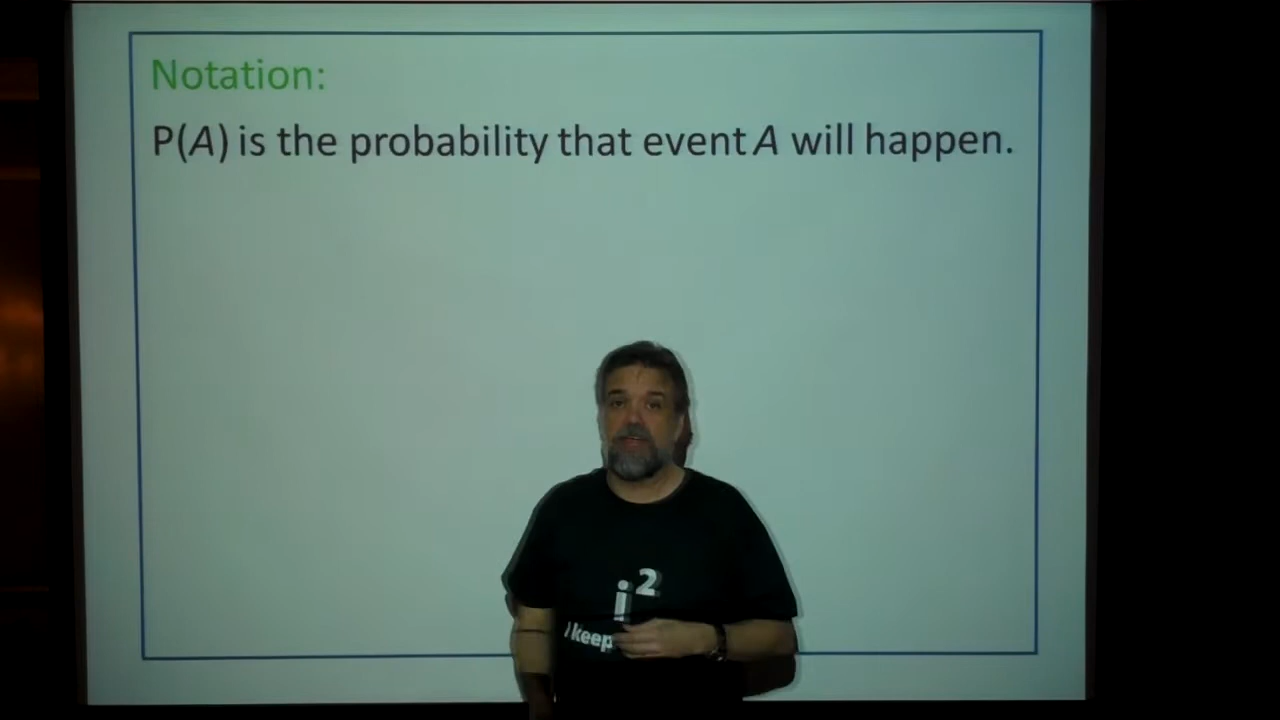 Notation:
P(A) is the probability that event A will happen.
i²
I keep